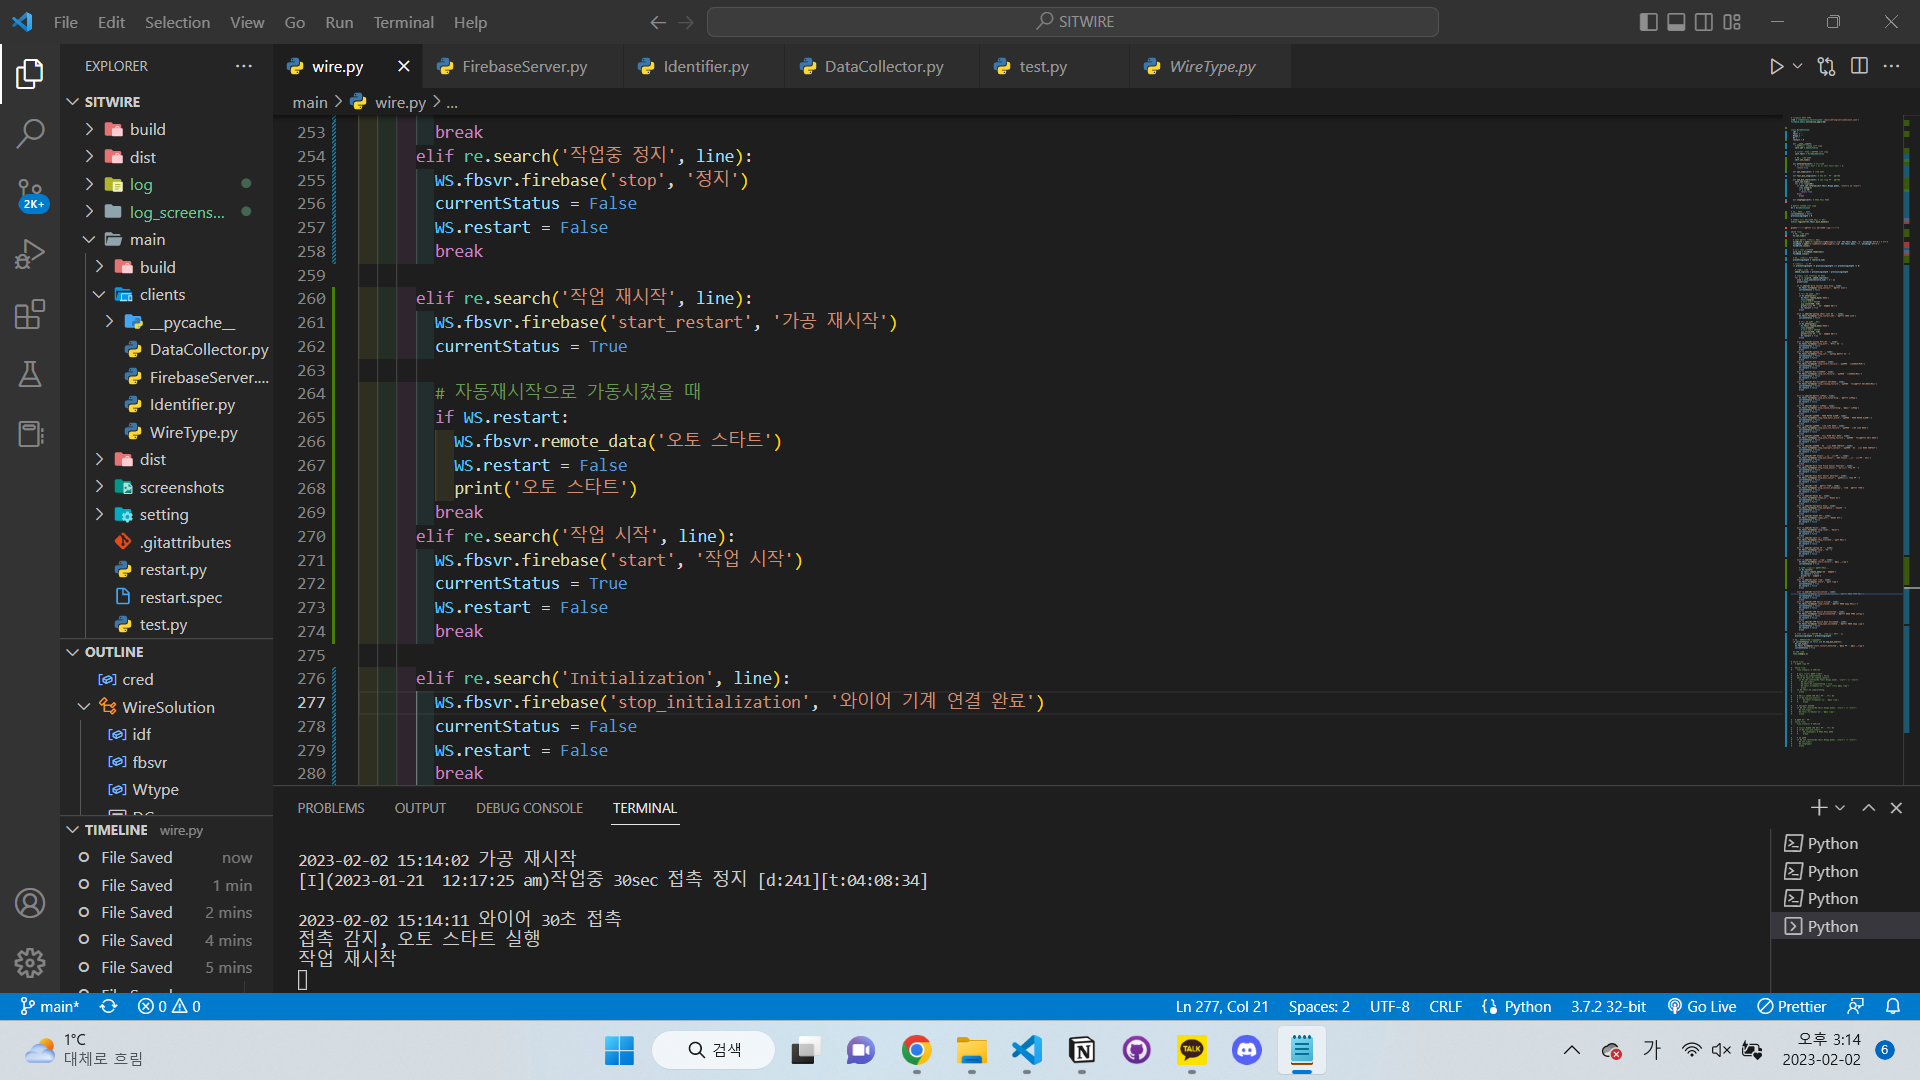 File Edit Selection View Go Run Terminal Help
SITWIRE
EXPLORER
SITWIRE
build
dist
log
log_screens...
main
build
clients
__pycache__
DataCollector.py
FirebaseServer....
Identifier.py
WireType.py
dist
screenshots
setting
.gitattributes
restart.py
restart.spec
test.py
OUTLINE
cred
WireSolution
idf
fbsvr
Wtype
TIMELINE wire.py
File Saved now
File Saved 1 min
File Saved 2 mins
File Saved 4 mins
File Saved 5 mins
2K+
wire.py FirebaseServer.py Identifier.py DataCollector.py test.py WireType.py
main > wire.py > ...
253 break
254 elif re.search('작업중 정지', line):
255 WS.fbsvr.firebase('stop', '정지')
256 currentStatus = False
257 WS.restart = False
258 break
259
260 elif re.search('작업 재시작', line):
261 WS.fbsvr.firebase('start_restart', '가공 재시작')
262 currentStatus = True
263
264 # 자동재시작으로 가동시켰을 때
265 if WS.restart:
266 WS.fbsvr.remote_data('오토 스타트')
267 WS.restart = False
268 print('오토 스타트')
269 break
270 elif re.search('작업 시작', line):
271 WS.fbsvr.firebase('start', '작업 시작')
272 currentStatus = True
273 WS.restart = False
274 break
275
276 elif re.search('Initialization', line):
277 WS.fbsvr.firebase('stop_initialization', '와이어 기계 연결 완료')
278 currentStatus = False
279 WS.restart = False
280 break
PROBLEMS OUTPUT DEBUG CONSOLE TERMINAL
2023-02-02 15:14:02 가공 재시작
[I](2023-01-21  12:17:25 am)작업중 30sec 접촉 정지 [d:241][t:04:08:34]
2023-02-02 15:14:11 와이어 30초 접촉
접촉 감지, 오토 스타트 실행
작업 재시작
Python
Python
Python
Python
main* 0 0 Ln 277, Col 21 Spaces: 2 UTF-8 CRLF Python 3.7.2 32-bit Go Live Prettier
1°C
대체로 흐림
검색
TALK
가
오후 3:14
2023-02-02
6